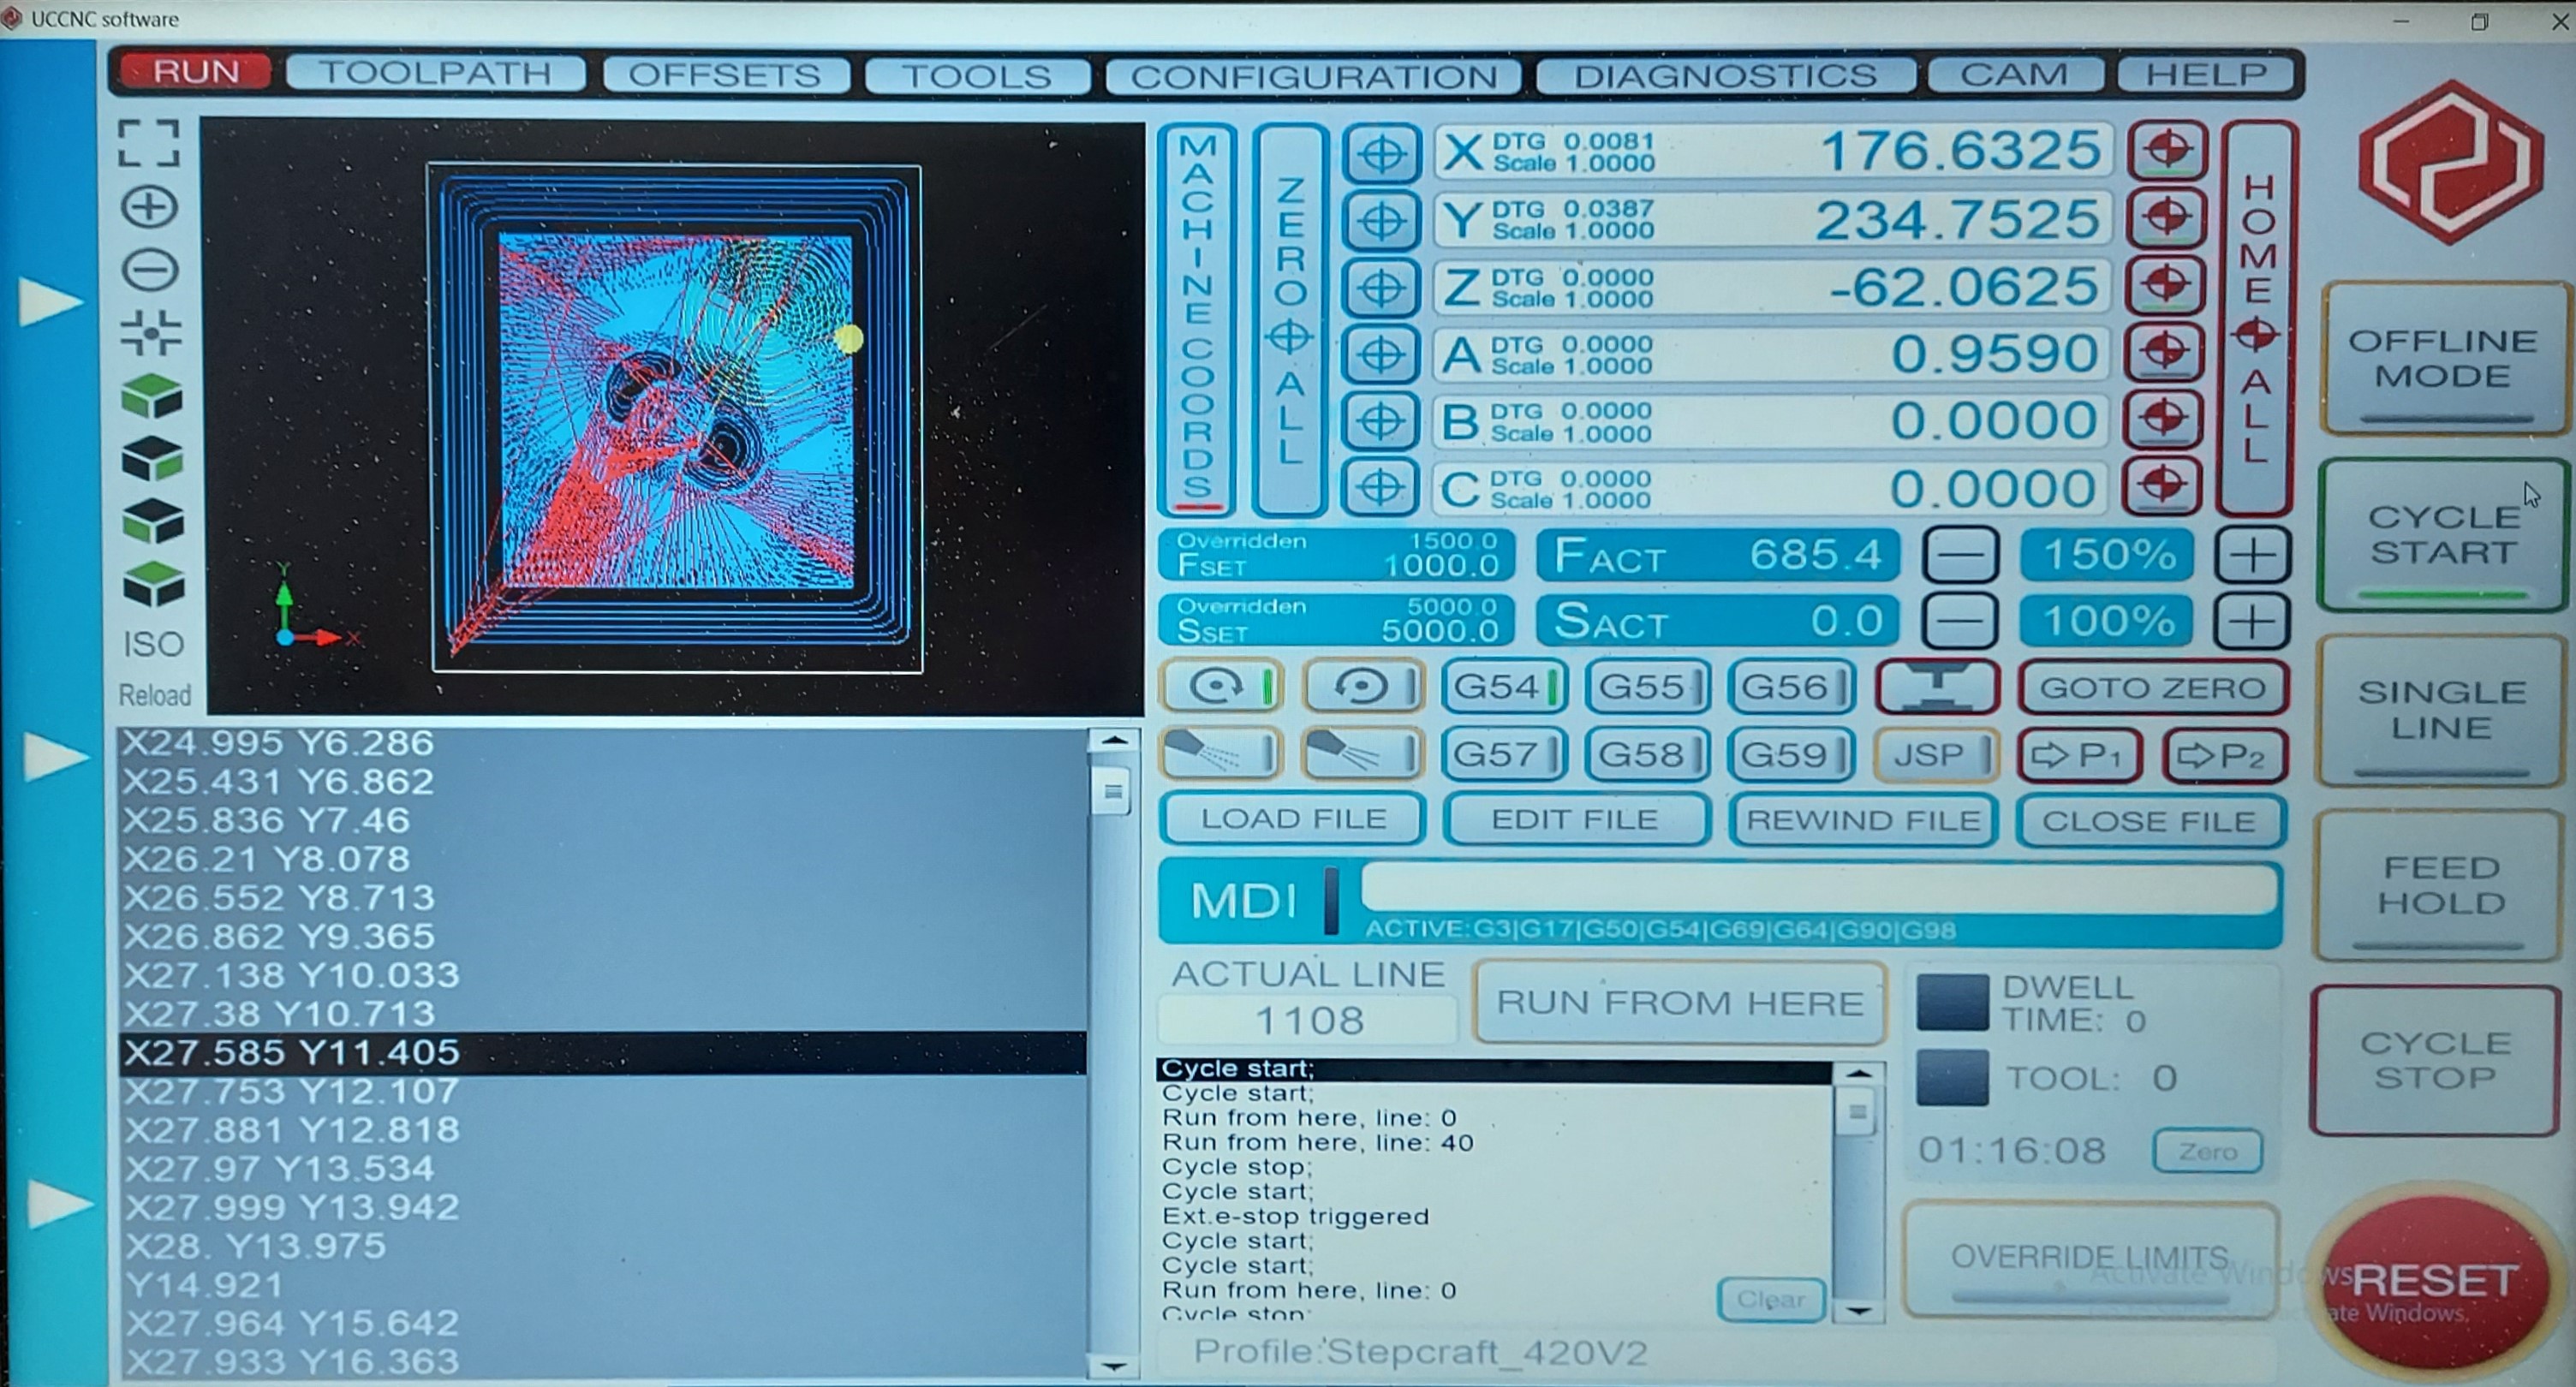 UCCNC software
RUN TOOLPATH OFFSETS TOOLS CONFIGURATION DIAGNOSTICS CAM HELP
ISO
Reload
Y
X
MACHINE COORDS
ZERO ALL
X DTG 0.0081 Scale 1.0000 176.6325
Y DTG 0.0387 Scale 1.0000 234.7525
Z DTG 0.0000 Scale 1.0000 -62.0625
A DTG 0.0000 Scale 1.0000 0.9590
B DTG 0.0000 Scale 1.0000 0.0000
C DTG 0.0000 Scale 1.0000 0.0000
HOME ALL
Overridden 1500.0
FSET 1000.0
FACT 685.4
150%
Overridden 5000.0
SSET 5000.0
SACT 0.0
100%
G54 G55 G56 GOTO ZERO
G57 G58 G59 JSP P1 P2
LOAD FILE EDIT FILE REWIND FILE CLOSE FILE
MDI
ACTIVE:G3|G17|G50|G54|G69|G64|G90|G98
ACTUAL LINE
1108
RUN FROM HERE
DWELL
TIME: 0
TOOL: 0
01:16:08 Zero
X24.995 Y6.286
X25.431 Y6.862
X25.836 Y7.46
X26.21 Y8.078
X26.552 Y8.713
X26.862 Y9.365
X27.138 Y10.033
X27.38 Y10.713
X27.585 Y11.405
X27.753 Y12.107
X27.881 Y12.818
X27.97 Y13.534
X27.999 Y13.942
X28. Y13.975
Y14.921
X27.964 Y15.642
X27.933 Y16.363
Cycle start;
Cycle start;
Run from here, line: 0
Run from here, line: 40
Cycle stop;
Cycle start;
Ext.e-stop triggered
Cycle start;
Cycle start;
Run from here, line: 0
Cycle stop;
Clear
OVERRIDE LIMITS
Profile:Stepcraft_420V2
OFFLINE
MODE
CYCLE
START
SINGLE
LINE
FEED
HOLD
CYCLE
STOP
RESET
Activate Windows
ate Windows.